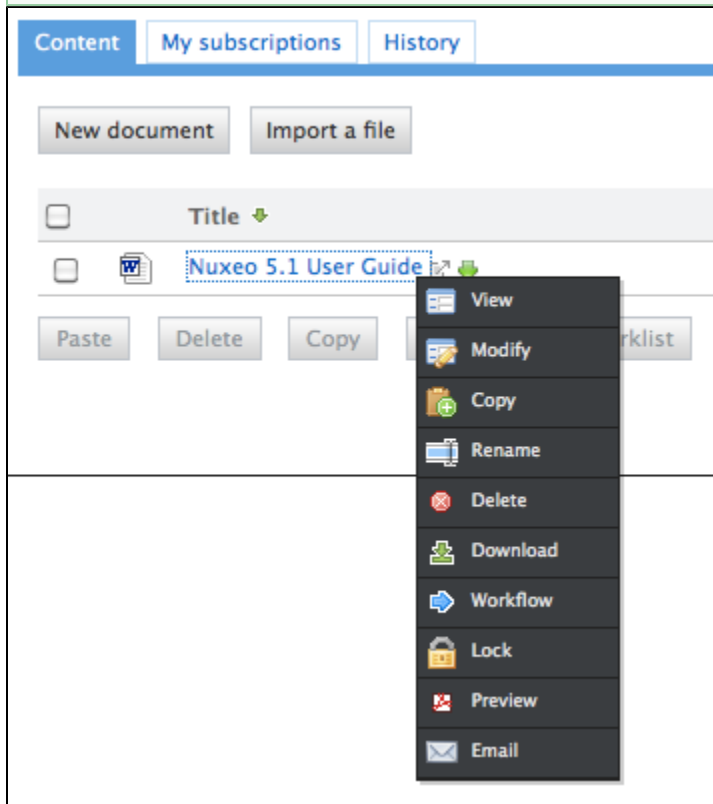 Content My subscriptions History
New document Import a file
Title
Nuxeo 5.1 User Guide
Paste Delete Copy
View
Modify
Copy
Rename
Delete
Download
Workflow
Lock
Preview
Email